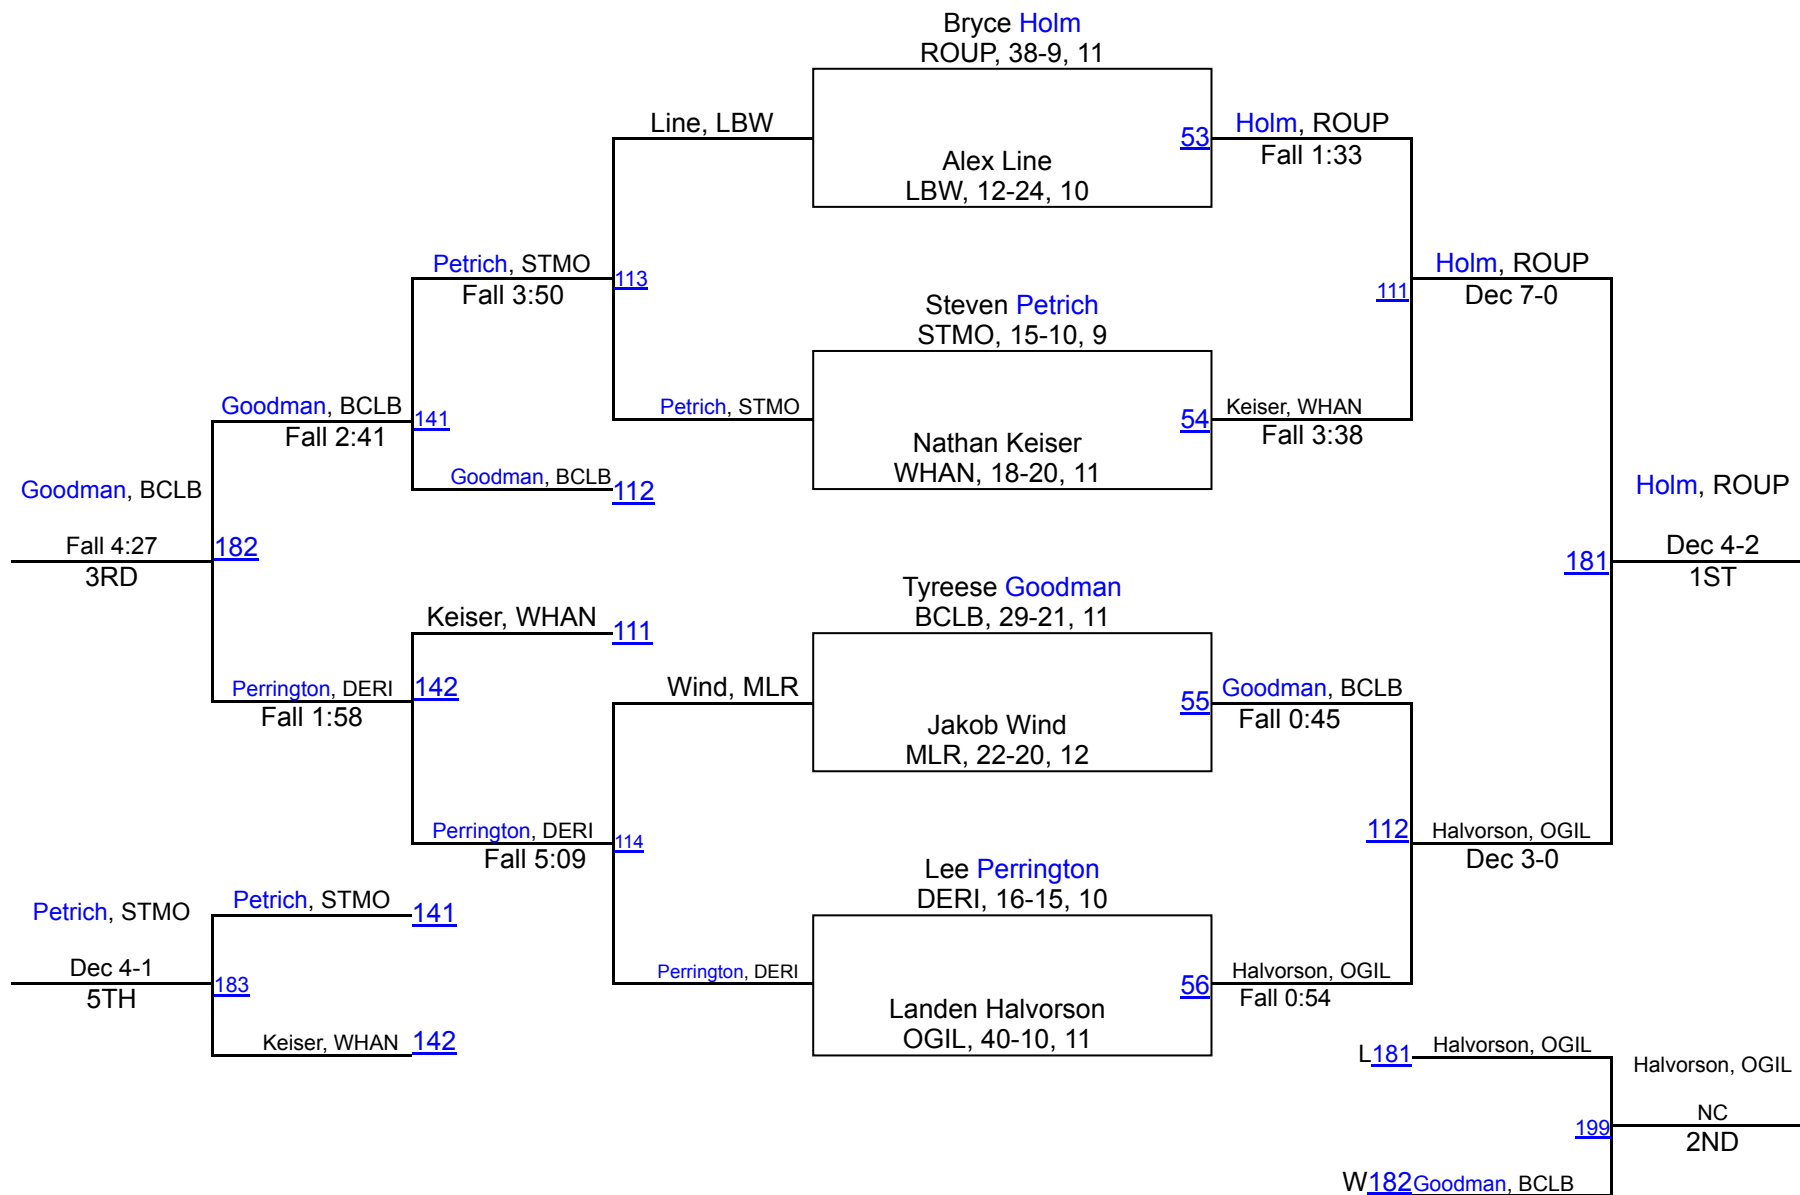 Bryce Holm
ROUP, 38-9, 11
Line, LBW
53
Holm, ROUP
Fall 1:33
Alex Line
LBW, 12-24, 10
Petrich, STMO
Fall 3:50
113
Holm, ROUP
Dec 7-0
111
Steven Petrich
STMO, 15-10, 9
Goodman, BCLB
Fall 2:41
141
Petrich, STMO
54
Keiser, WHAN
Fall 3:38
Nathan Keiser
WHAN, 18-20, 11
Goodman, BCLB
112
Goodman, BCLB
Fall 4:27
3RD
182
Holm, ROUP
181
Dec 4-2
1ST
Tyreese Goodman
BCLB, 29-21, 11
Keiser, WHAN
111
Perrington, DERI
Fall 1:58
142
Wind, MLR
55
Goodman, BCLB
Fall 0:45
Jakob Wind
MLR, 22-20, 12
Perrington, DERI
Fall 5:09
114
112
Halvorson, OGIL
Dec 3-0
Lee Perrington
DERI, 16-15, 10
Petrich, STMO
Petrich, STMO
141
Dec 4-1
5TH
183
Perrington, DERI
56
Halvorson, OGIL
Fall 0:54
Landen Halvorson
OGIL, 40-10, 11
Keiser, WHAN
142
L181
Halvorson, OGIL
Halvorson, OGIL
199
NC
2ND
W182
Goodman, BCLB